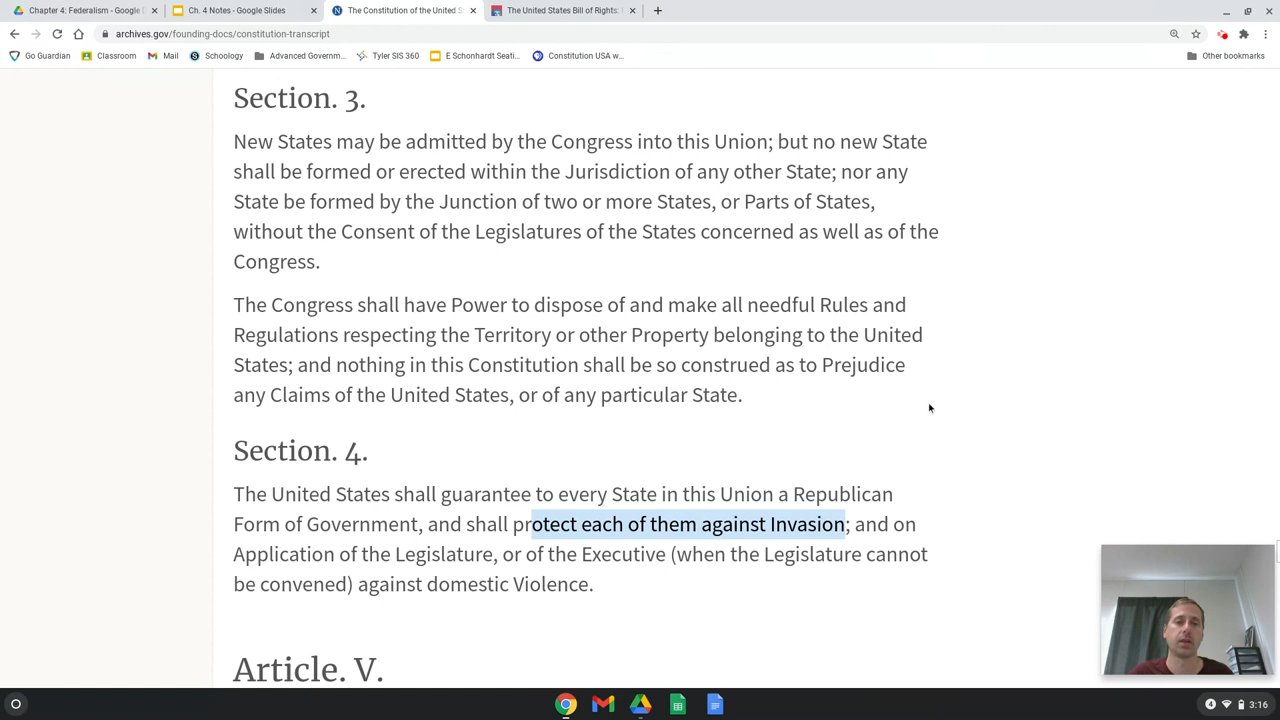 Chapter 4: Federalism - Google
Ch. 4 Notes - Google Slides
The Constitution of the United S
The United States Bill of Rights:
archives.gov/founding-docs/constitution-transcript
Go Guardian
Classroom
Mail
Schoology
Advanced Governm...
Tyler SIS 360
E Schonhardt Seati...
Constitution USA w...
Other bookmarks
Section. 3.
New States may be admitted by the Congress into this Union; but no new State
shall be formed or erected within the Jurisdiction of any other State; nor any
State be formed by the Junction of two or more States, or Parts of States,
without the Consent of the Legislatures of the States concerned as well as of the
Congress.
The Congress shall have Power to dispose of and make all needful Rules and
Regulations respecting the Territory or other Property belonging to the United
States; and nothing in this Constitution shall be so construed as to Prejudice
any Claims of the United States, or of any particular State.
Section. 4.
The United States shall guarantee to every State in this Union a Republican
Form of Government, and shall protect each of them against Invasion; and on
Application of the Legislature, or of the Executive (when the Legislature cannot
be convened) against domestic Violence.
Article. V.
4
3:16